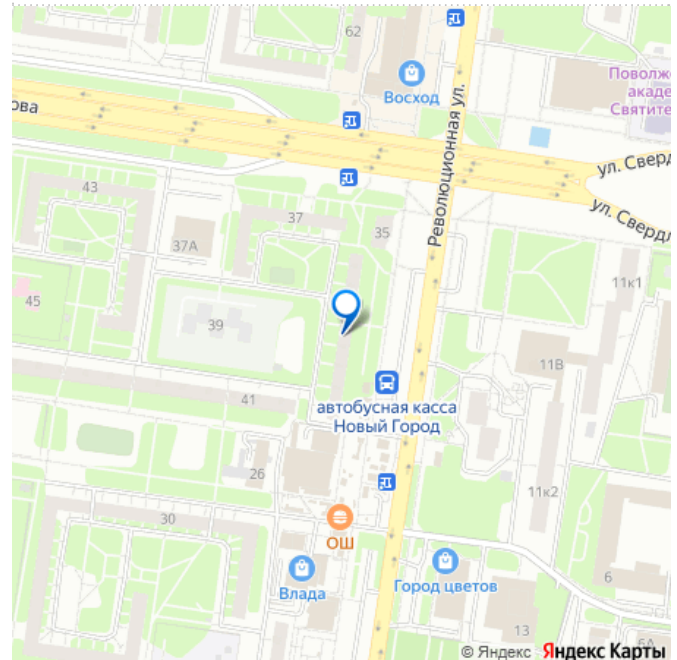 62
Восход
Поволж
акаде
Святите
ова
Революционная ул.
ул. Сверд
ул. Свердл
43
37
35
37А
45
39
11к1
11В
автобусная касса
Новый Город
41
26
11к2
30
ОШ
Влада
Город цветов
6
13
6А
© Яндекс Яндекс Карты